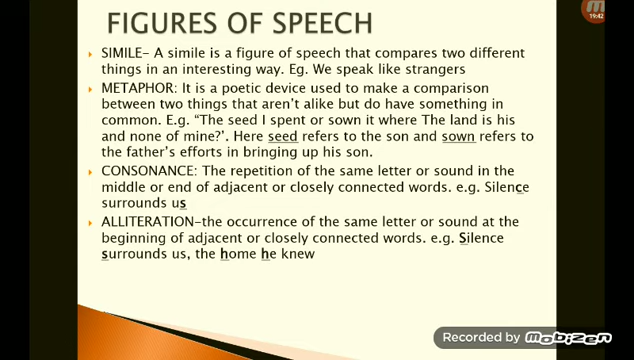 FIGURES OF SPEECH
19:42
SIMILE- A simile is a figure of speech that compares two different
things in an interesting way. Eg. We speak like strangers
METAPHOR: It is a poetic device used to make a comparison
between two things that aren't alike but do have something in
common. E.g. "The seed I spent or sown it where The land is his
and none of mine?'. Here seed refers to the son and sown refers to
the father's efforts in bringing up his son.
CONSONANCE: The repetition of the same letter or sound in the
middle or end of adjacent or closely connected words. e.g. Silence
surrounds us
ALLITERATION-the occurrence of the same letter or sound at the
beginning of adjacent or closely connected words. e.g. Silence
surrounds us, the home he knew
Recorded by Mobizen